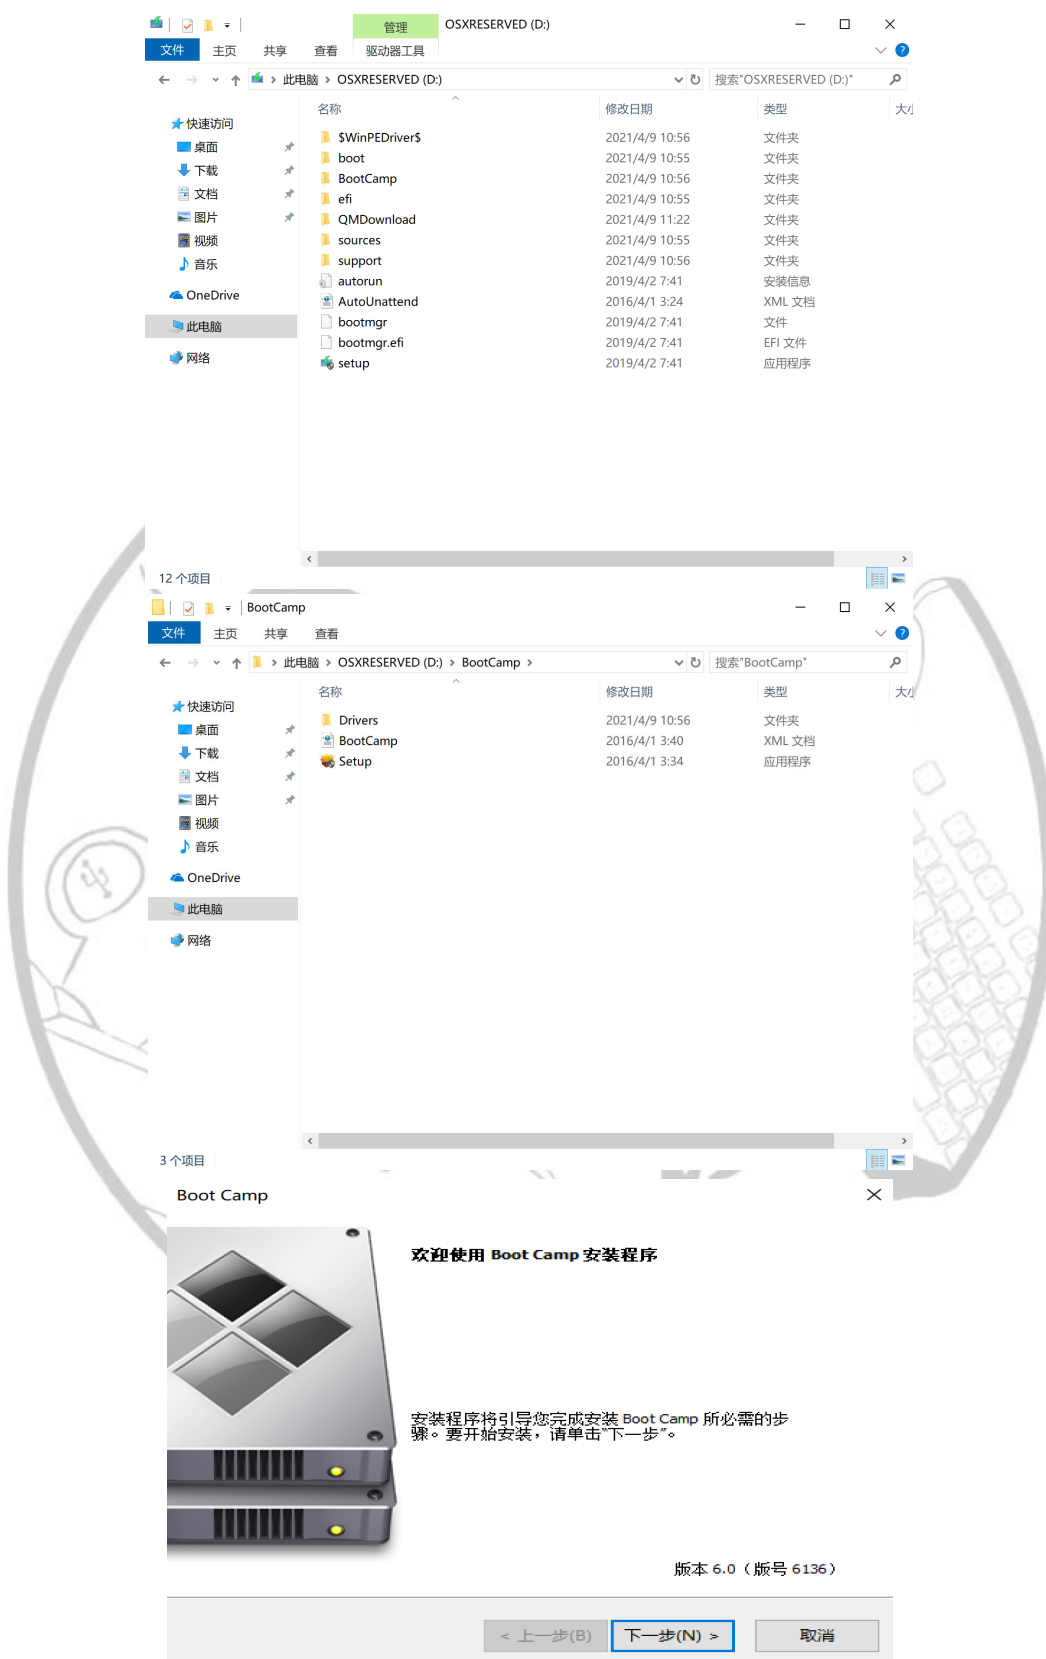 管理 OSXRESERVED (D:)
文件 主页 共享 查看 驱动器工具
此电脑 OSXRESERVED (D:) 搜索"OSXRESERVED (D:)"
名称 修改日期 类型 大小
快速访问
桌面
下载
文档
图片
视频
音乐
OneDrive
此电脑
网络
$WinPEDriver$ 2021/4/9 10:56 文件夹
boot 2021/4/9 10:55 文件夹
BootCamp 2021/4/9 10:56 文件夹
efi 2021/4/9 10:55 文件夹
QMDownload 2021/4/9 11:22 文件夹
sources 2021/4/9 10:55 文件夹
support 2021/4/9 10:56 文件夹
autorun 2019/4/2 7:41 安装信息
AutoUnattend 2016/4/1 3:24 XML 文档
bootmgr 2019/4/2 7:41 文件
bootmgr.efi 2019/4/2 7:41 EFI 文件
setup 2019/4/2 7:41 应用程序
12 个项目
BootCamp
文件 主页 共享 查看
此电脑 OSXRESERVED (D:) BootCamp 搜索"BootCamp"
名称 修改日期 类型 大小
快速访问
桌面
下载
文档
图片
视频
音乐
OneDrive
此电脑
网络
Drivers 2021/4/9 10:56 文件夹
BootCamp 2016/4/1 3:40 XML 文档
Setup 2016/4/1 3:34 应用程序
3 个项目
Boot Camp
欢迎使用 Boot Camp 安装程序
安装程序将引导您完成安装 Boot Camp 所必需的步
骤。要开始安装，请单击“下一步”。
版本 6.0（版号 6136）
< 上一步(B) 下一步(N) > 取消